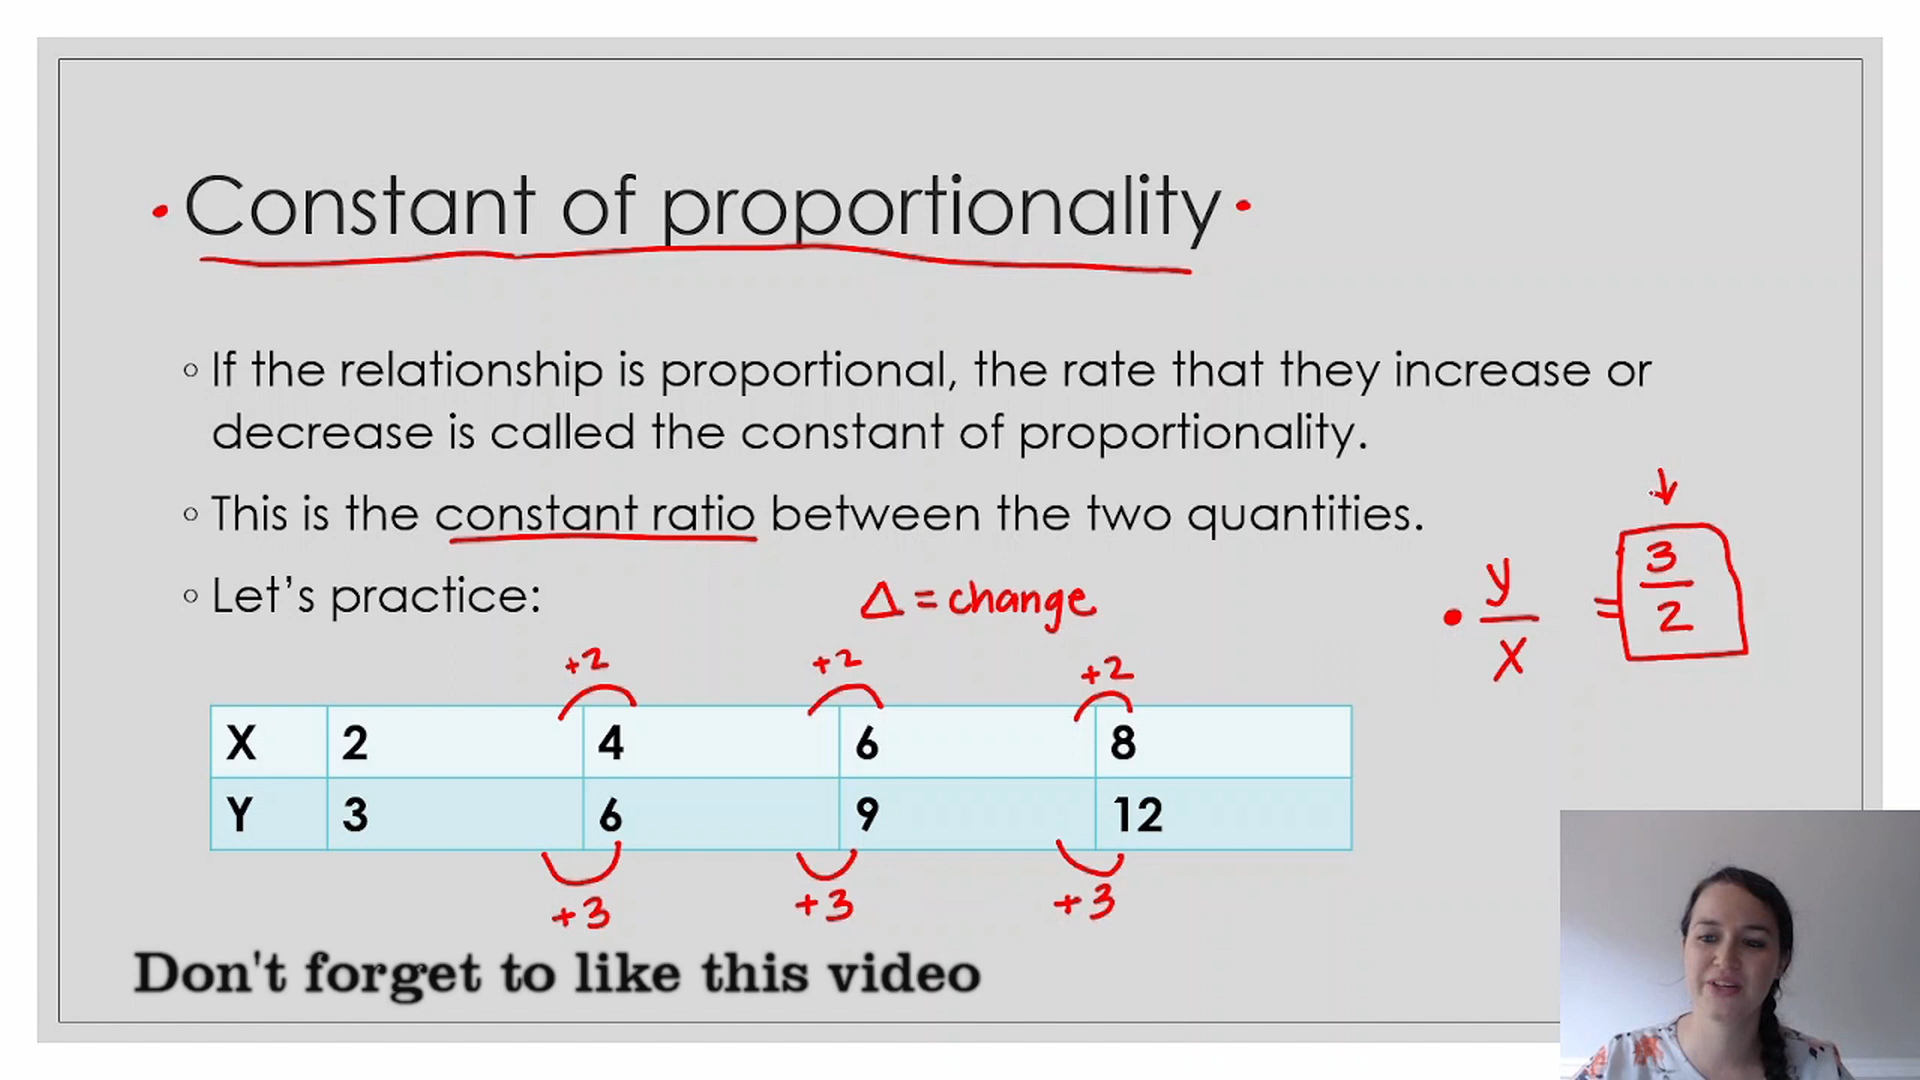 Constant of proportionality
◦ If the relationship is proportional, the rate that they increase or
decrease is called the constant of proportionality.
◦ This is the constant ratio between the two quantities.
◦ Let's practice:
Δ = change
y/x = 3/2
+2 +2 +2
X 2 4 6 8
Y 3 6 9 12
+3 +3 +3
Don't forget to like this video